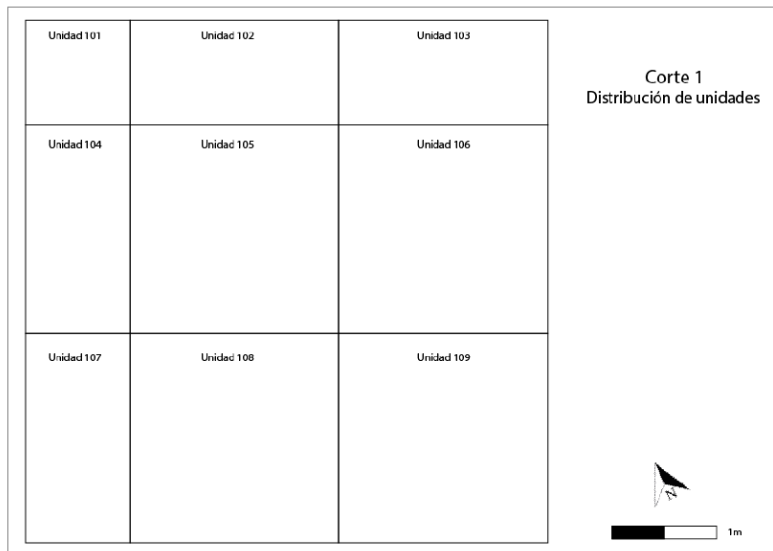 Unidad 101
Unidad 102
Unidad 103
Corte 1
Distribución de unidades
Unidad 104
Unidad 105
Unidad 106
Unidad 107
Unidad 108
Unidad 109
N
1m